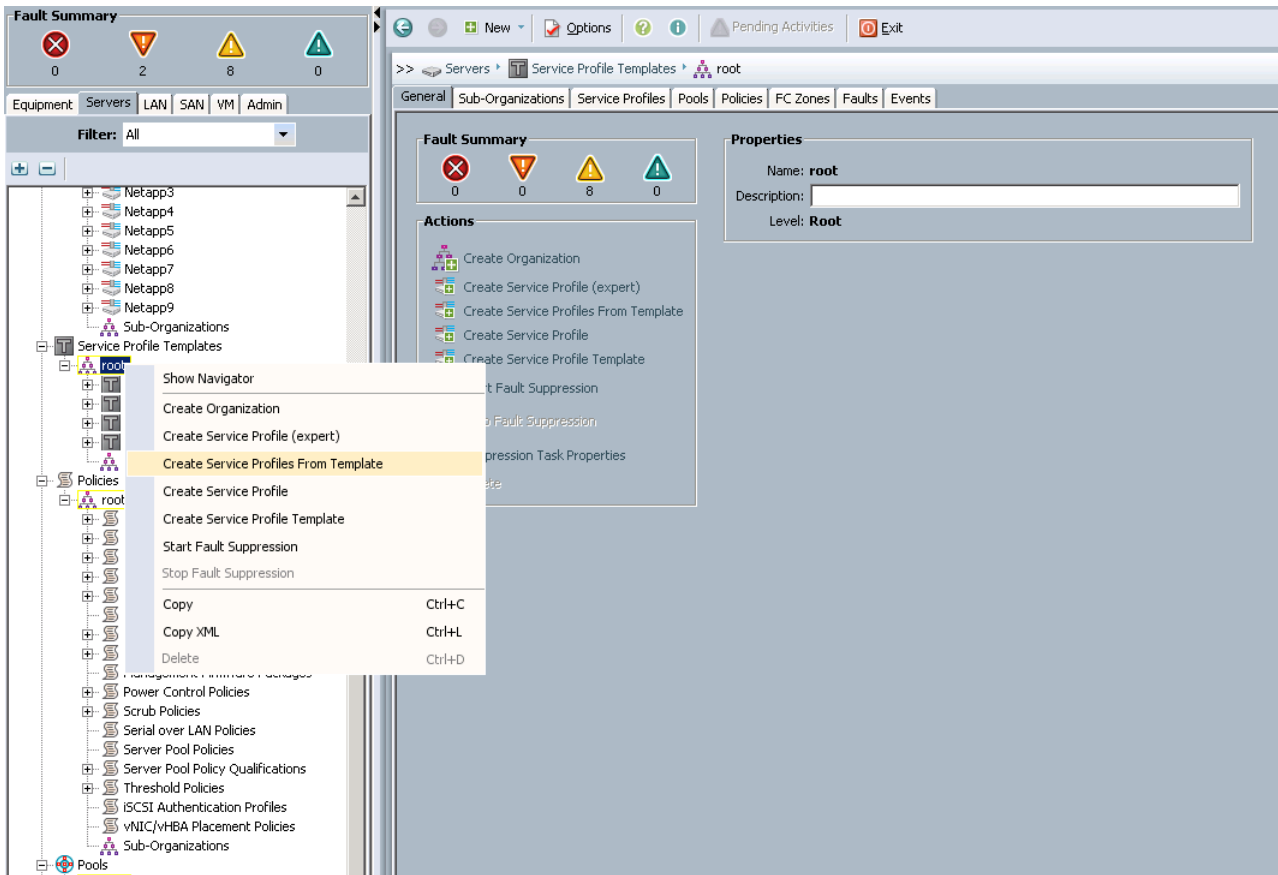 Fault Summary
0 2 8 0
Equipment Servers LAN SAN VM Admin
Filter: All
Netapp3
Netapp4
Netapp5
Netapp6
Netapp7
Netapp8
Netapp9
Sub-Organizations
Service Profile Templates
root
Policies
root
Power Control Policies
Scrub Policies
Serial over LAN Policies
Server Pool Policies
Server Pool Policy Qualifications
Threshold Policies
iSCSI Authentication Profiles
vNIC/vHBA Placement Policies
Sub-Organizations
Pools
Show Navigator
Create Organization
Create Service Profile (expert)
Create Service Profiles From Template
Create Service Profile
Create Service Profile Template
Start Fault Suppression
Stop Fault Suppression
Copy Ctrl+C
Copy XML Ctrl+L
Delete Ctrl+D
New Options Pending Activities Exit
>> Servers Service Profile Templates root
General Sub-Organizations Service Profiles Pools Policies FC Zones Faults Events
Fault Summary
0 0 8 0
Actions
Create Organization
Create Service Profile (expert)
Create Service Profiles From Template
Create Service Profile
Create Service Profile Template
t Fault Suppression
Fault Suppression
pression Task Properties
Properties
Name: root
Description:
Level: Root